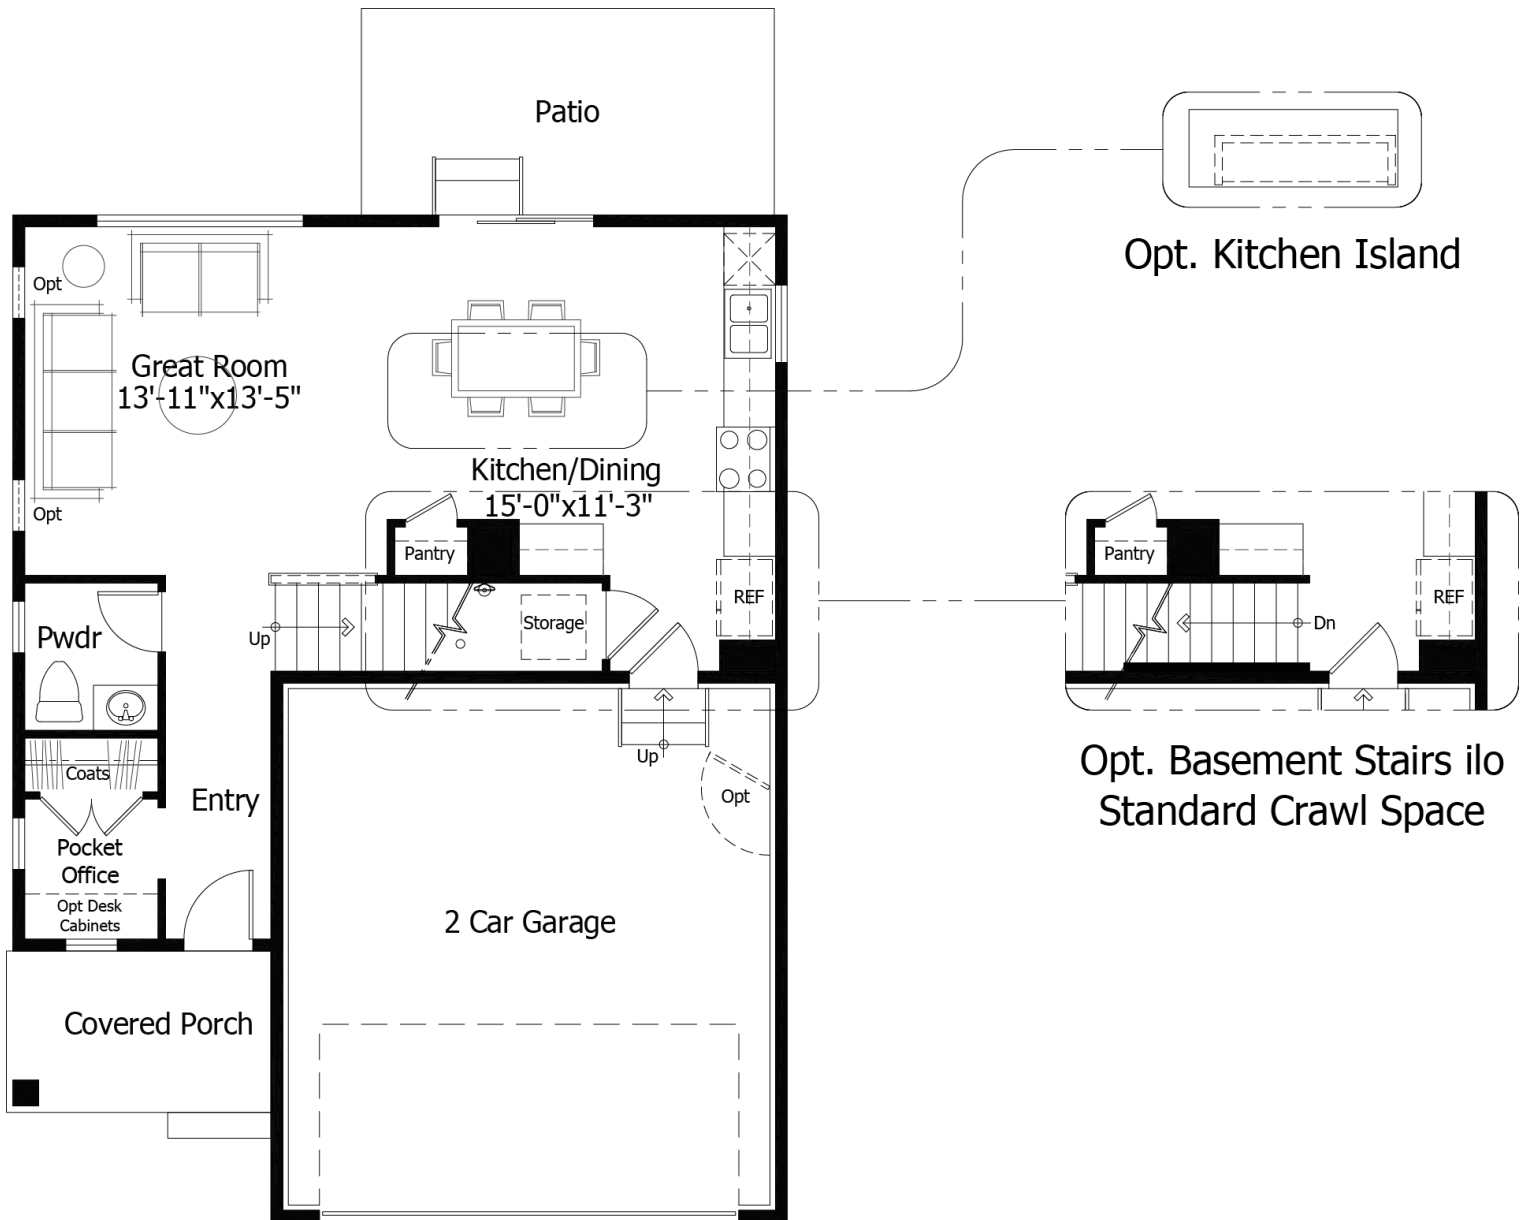 Patio
Opt. Kitchen Island
Opt
Great Room
13'-11"x13'-5"
Kitchen/Dining
15'-0"x11'-3"
Opt
Pantry
REF
Storage
Up
Pwdr
Coats
Entry
Pocket
Office
Opt Desk
Cabinets
Up
Opt
2 Car Garage
Covered Porch
Pantry
REF
Dn
Opt. Basement Stairs ilo
Standard Crawl Space